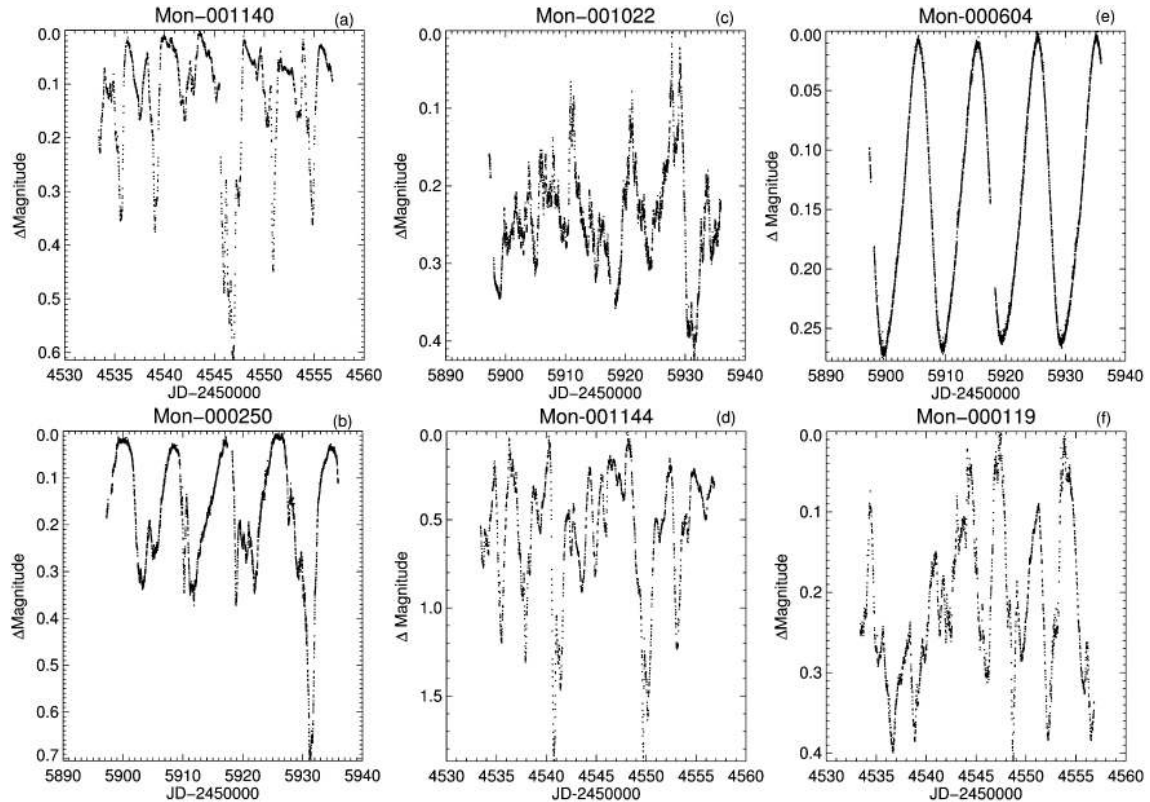 Mon-001140 (a)
0.0
0.1
0.2
0.3
0.4
0.5
0.6
ΔMagnitude
4530 4535 4540 4545 4550 4555 4560
JD-2450000
Mon-001022 (c)
0.1
0.2
0.3
0.4
ΔMagnitude
5890 5900 5910 5920 5930 5940
JD-2450000
Mon-000604 (e)
0.00
0.05
0.10
0.15
0.20
0.25
Δ Magnitude
5890 5900 5910 5920 5930 5940
JD-2450000
Mon-000250 (b)
0.0
0.1
0.2
0.3
0.4
0.5
0.6
0.7
ΔMagnitude
5890 5900 5910 5920 5930 5940
JD-2450000
Mon-001144 (d)
0.0
0.5
1.0
1.5
Δ Magnitude
4530 4535 4540 4545 4550 4555 4560
JD-2450000
Mon-000119 (f)
0.0
0.1
0.2
0.3
0.4
ΔMagnitude
4530 4535 4540 4545 4550 4555 4560
JD-2450000